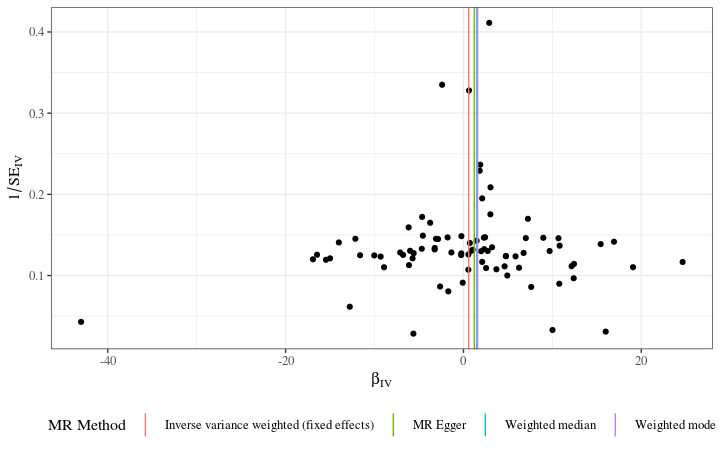 0.4
0.3
0.2
0.1
1/SE_IV
-40
-20
0
20
β_IV
MR Method
Inverse variance weighted (fixed effects)
MR Egger
Weighted median
Weighted mode